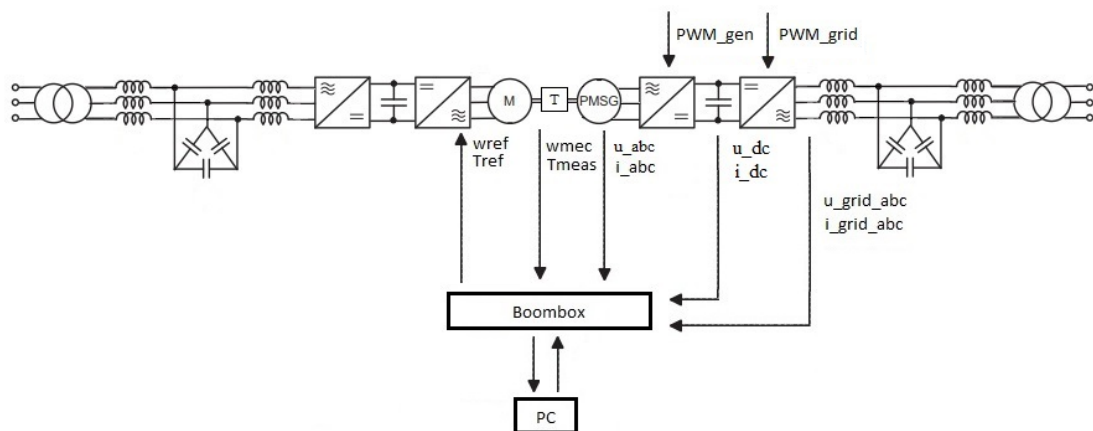 PWM_gen
PWM_grid
M
T
PMSG
wref
Tref
wmec
Tmeas
u_abc
i_abc
u_dc
i_dc
u_grid_abc
i_grid_abc
Boombox
PC